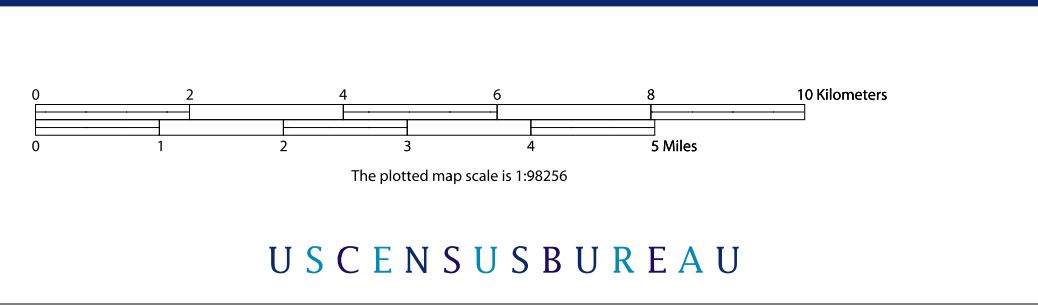 0 2 4 6 8 10 Kilometers
0 1 2 3 4 5 Miles
The plotted map scale is 1:98256
USCENSUSBUREAU